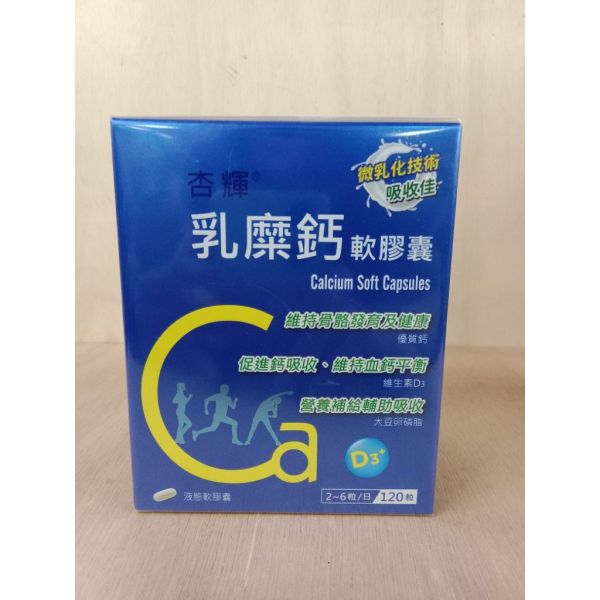 微乳化技術
吸收佳
杏輝®
乳糜鈣 軟膠囊
Calcium Soft Capsules
維持骨骼發育及健康
優質鈣
促進鈣吸收、維持血鈣平衡
維生素D3
營養補給輔助吸收
大豆卵磷脂
Ca
D3+
液態軟膠囊
2~6粒/日 120粒